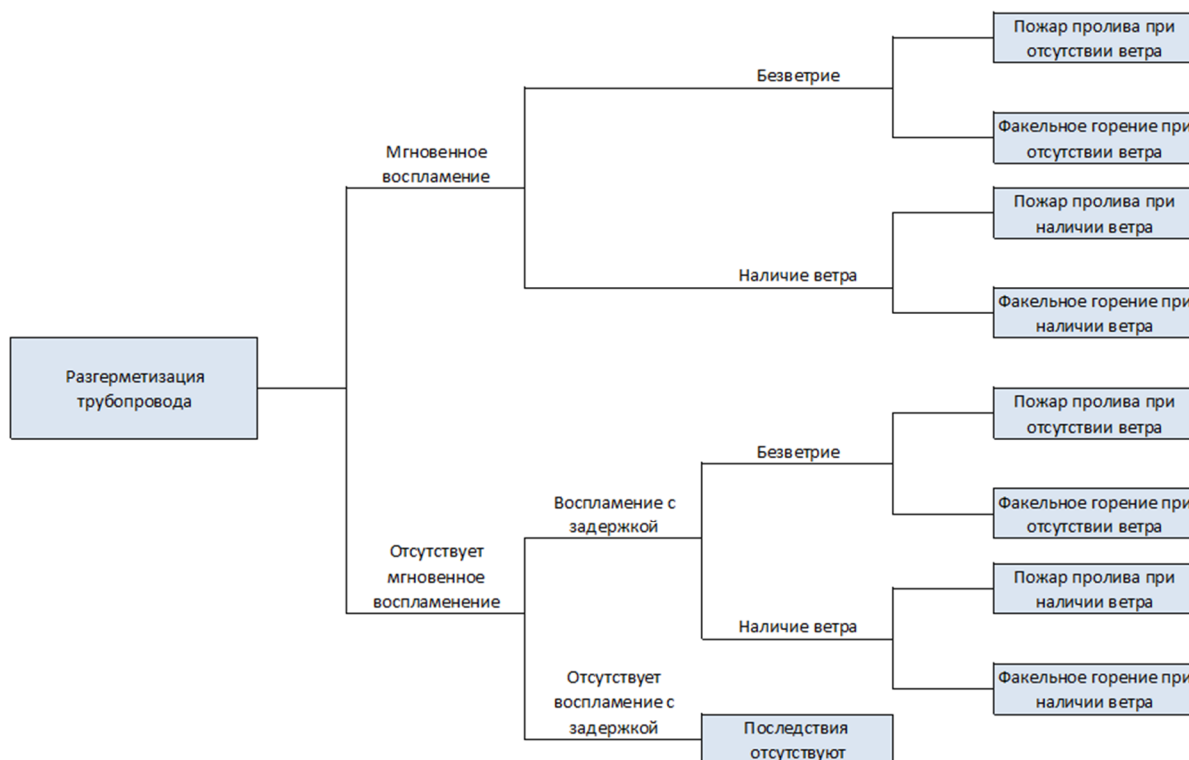 Пожар пролива при
отсутствии ветра
Безветрие
Факельное горение при
отсутствии ветра
Мгновенное
воспламение
Пожар пролива при
наличии ветра
Наличие ветра
Факельное горение при
наличии ветра
Разгерметизация
трубопровода
Пожар пролива при
отсутствии ветра
Безветрие
Воспламение с
задержкой
Факельное горение при
отсутствии ветра
Отсутствует
мгновенное
воспламенение
Пожар пролива при
наличии ветра
Наличие ветра
Факельное горение при
наличии ветра
Отсутствует
воспламение с
задержкой
Последствия
отсутствуют